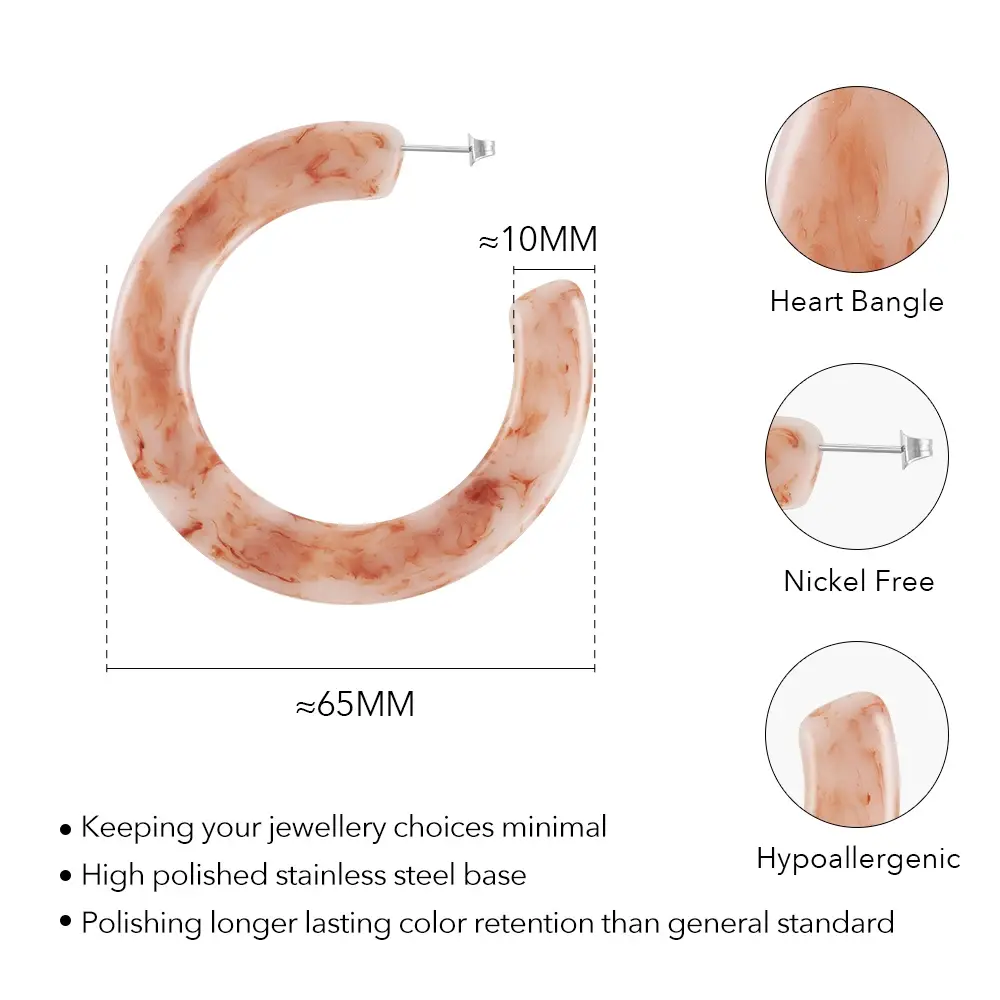 ≈10MM
≈65MM
Heart Bangle
Nickel Free
Hypoallergenic
• Keeping your jewellery choices minimal
• High polished stainless steel base
• Polishing longer lasting color retention than general standard